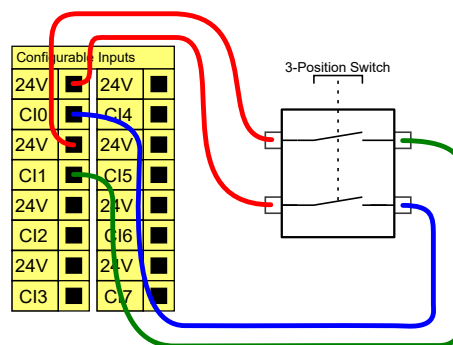 Configurable Inputs
3-Position Switch
24V 24V
CI0 CI4
24V 24V
CI1 CI5
24V 24V
CI2 CI6
24V 24V
CI3 CI7